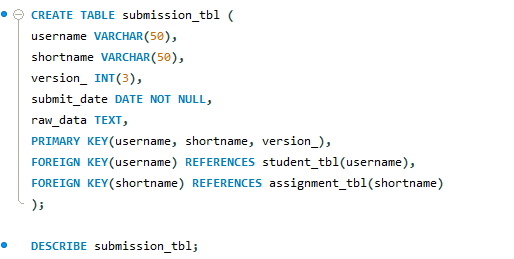 CREATE TABLE submission_tbl (
username VARCHAR(50),
shortname VARCHAR(50),
version_ INT(3),
submit_date DATE NOT NULL,
raw_data TEXT,
PRIMARY KEY(username, shortname, version_),
FOREIGN KEY(username) REFERENCES student_tbl(username),
FOREIGN KEY(shortname) REFERENCES assignment_tbl(shortname)
);
DESCRIBE submission_tbl;